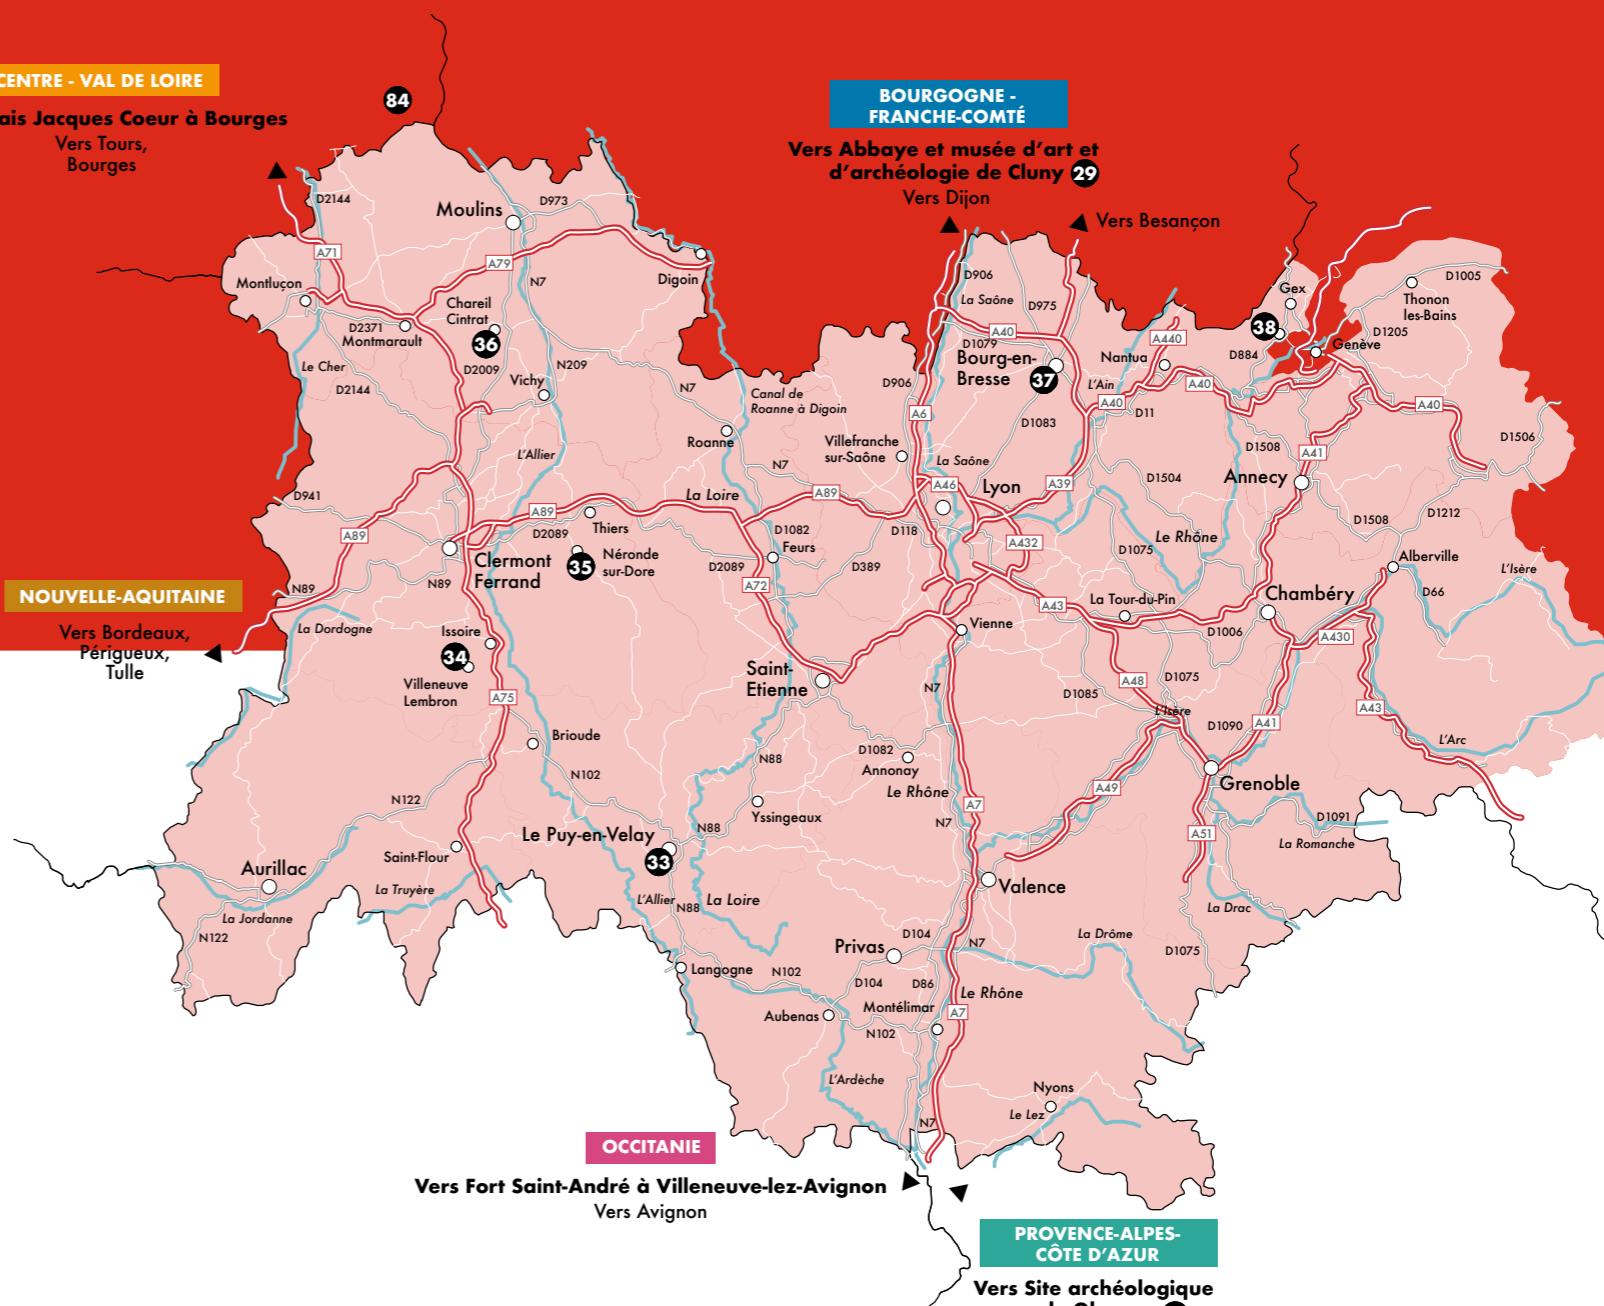 CENTRE - VAL DE LOIRE
Jacques Coeur à Bourges
Vers Tours,
Bourges
84
BOURGOGNE -
FRANCHE-COMTÉ
Vers Abbaye et musée d'art et
d'archéologie de Cluny 29
Vers Dijon
Vers Besançon
D2144
Moulins
D973
A71
A79
N7
Digoin
Montluçon
Chareil
Cintrat
36
D2371
Montmarault
Le Cher
D2144
D2009
Vichy
N209
N7
Canal de
Roanne à Digoin
Roanne
N7
L'Allier
D906
La Saône
D975
A40
D1079
Bourg-en-
Bresse
37
D906
A6
D1083
Villefranche
sur-Saône
La Saône
Nantua
A440
L'Ain
A40
A40
D11
Gex
38
D884
Genève
Thonon
les-Bains
D1005
D1205
A40
D1506
D1508
A41
Annecy
D1504
D941
A89
A89
D2089
Thiers
La Loire
A89
A46
Lyon
A39
D118
A432
D1075
Le Rhône
D1508
D1212
Alberville
L'Isère
D66
Clermont
Ferrand
35
Néronde
sur-Dore
D1082
Feurs
D2089
A72
D389
N89
N89
NOUVELLE-AQUITAINE
Vers Bordeaux,
Périgueux,
Tulle
La Dordogne
Issoire
34
Villeneuve
Lembron
A75
Saint-
Etienne
Vienne
A43
La Tour-du-Pin
Chambéry
D1006
A430
N7
D1085
A48
D1075
L'Isère
D1090
A41
A43
L'Arc
Brioude
N102
N122
N88
D1082
Annonay
Le Rhône
Yssingeaux
A7
N7
A49
Grenoble
D1091
A51
La Romanche
Le Puy-en-Velay
33
N88
Saint-Flour
Aurillac
La Truyère
La Jordanne
N122
L'Allier
N88
La Loire
Valence
La Drac
D1075
Privas
D104
N7
La Drôme
Langogne
N102
D104
D86
Le Rhône
Montélimar
A7
Aubenas
N102
L'Ardèche
Nyons
Le Lez
N7
OCCITANIE
Vers Fort Saint-André à Villeneuve-lez-Avignon
Vers Avignon
PROVENCE-ALPES-
CÔTE D'AZUR
Vers Site archéologique